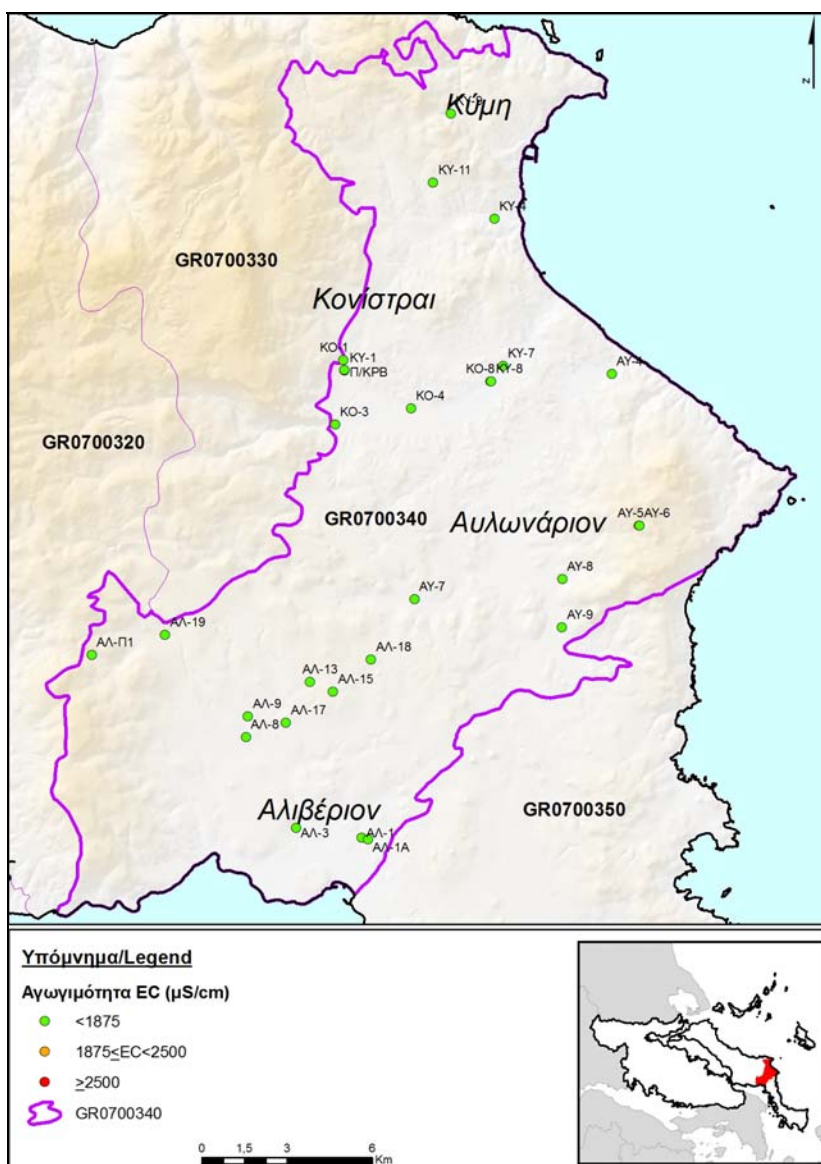 N
Κύμη
ΚΥ-11
ΚΥ-4
GR0700330
Κονίστραι
ΚΟ-1
ΚΥ-1
Π/ΚΡΒ
ΚΥ-7
ΚΟ-8 ΚΥ-8
ΑΥ-4
ΚΟ-4
ΚΟ-3
GR0700320
GR0700340
Αυλωνάριον
ΑΥ-5 ΑΥ-6
ΑΥ-8
ΑΥ-7
ΑΥ-9
ΑΛ-19
ΑΛ-Π1
ΑΛ-18
ΑΛ-13
ΑΛ-15
ΑΛ-9
ΑΛ-17
ΑΛ-8
Αλιβέριον
GR0700350
ΑΛ-3
ΑΛ-1
ΑΛ-1Α
Υπόμνημα/Legend
Αγωγιμότητα EC (μS/cm)
<1875
1875≤EC<2500
≥2500
GR0700340
0 1,5 3 6
Km